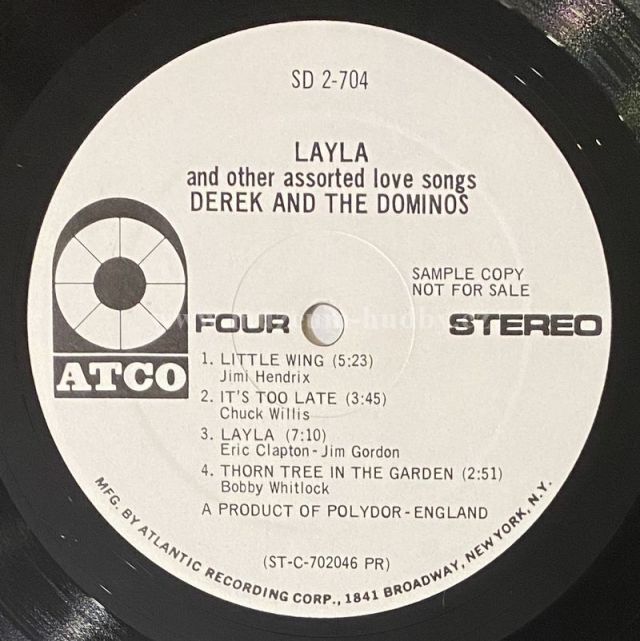 SD 2-704
LAYLA
and other assorted love songs
DEREK AND THE DOMINOS
SAMPLE COPY
NOT FOR SALE
FOUR
STEREO
ATCO
1. LITTLE WING (5:23)
Jimi Hendrix
2. IT'S TOO LATE (3:45)
Chuck Willis
3. LAYLA (7:10)
Eric Clapton-Jim Gordon
4. THORN TREE IN THE GARDEN (2:51)
Bobby Whitlock
A PRODUCT OF POLYDOR-ENGLAND
(ST-C-702046 PR)
MFG. BY ATLANTIC RECORDING CORP., 1841 BROADWAY, NEW YORK, N.Y.